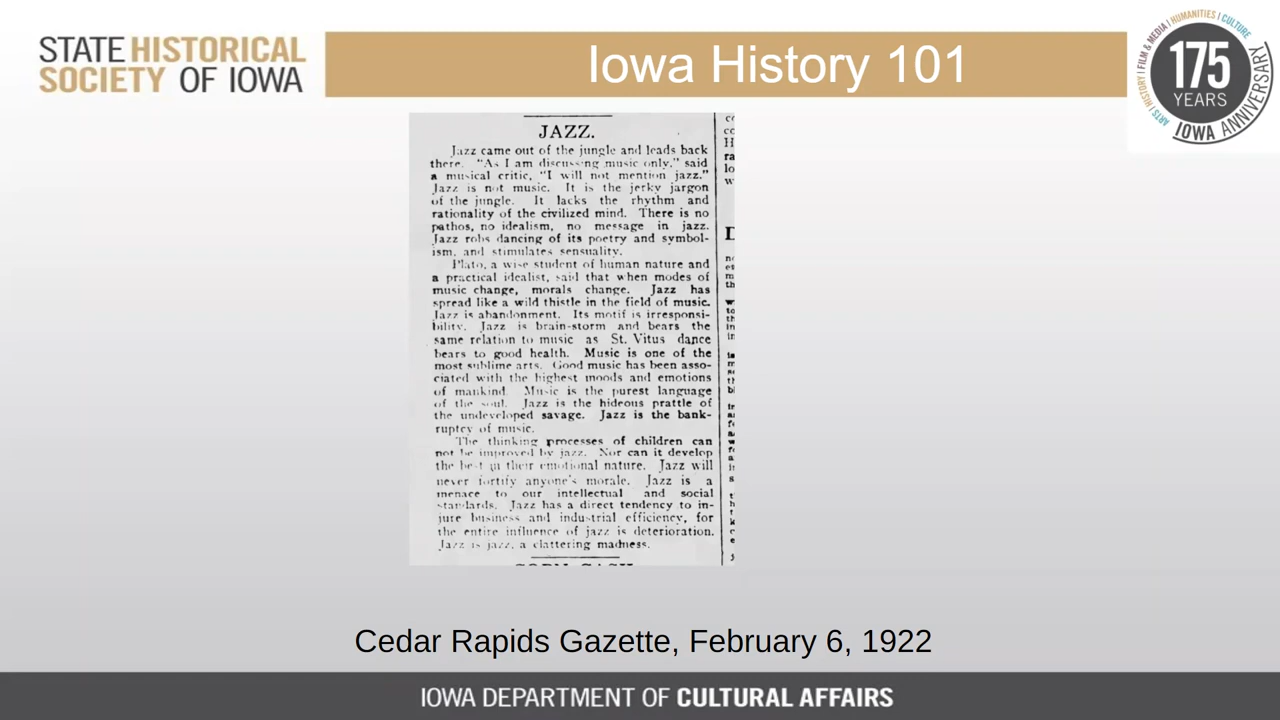 STATE HISTORICAL
SOCIETY OF IOWA
Iowa History 101
ARTS | HISTORY | FILM & MEDIA | HUMANITIES | CULTURE
175
YEARS
IOWA ANNIVERSARY
JAZZ.
Jazz came out of the jungle and leads back
there. "As I am discussing music only," said
a musical critic, "I will not mention jazz."
Jazz is not music. It is the jerky jargon
of the jungle. It lacks the rhythm and
rationality of the civilized mind. There is no
pathos, no idealism, no message in jazz.
Jazz robs dancing of its poetry and symbol-
ism, and stimulates sensuality.
Plato, a wise student of human nature and
a practical idealist, said that when modes of
music change, morals change. Jazz has
spread like a wild thistle in the field of music.
Jazz is abandonment. Its motif is irresponsi-
bility. Jazz is brain-storm and bears the
same relation to music as St. Vitus dance
bears to good health. Music is one of the
most sublime arts. Good music has been asso-
ciated with the highest moods and emotions
of mankind. Music is the purest language
of the soul. Jazz is the hideous prattle of
the undeveloped savage. Jazz is the bank-
ruptcy of music.
The thinking processes of children can
not be improved by jazz. Nor can it develop
the best in their emotional nature. Jazz will
never fortify anyone's morale. Jazz is a
menace to our intellectual and social
standards. Jazz has a direct tendency to in-
jure business and industrial efficiency, for
the entire influence of jazz is deterioration.
Jazz is jazz, a clattering madness.
Cedar Rapids Gazette, February 6, 1922
IOWA DEPARTMENT OF CULTURAL AFFAIRS